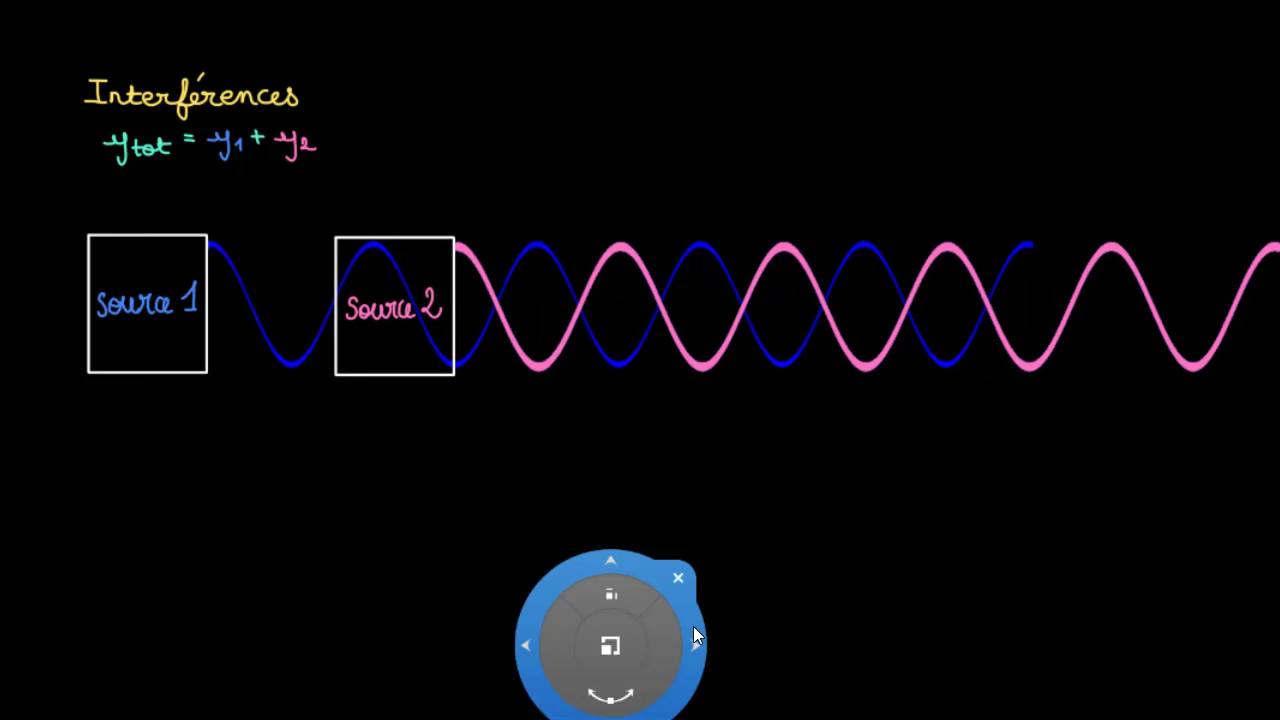 Interférences
ytot = y1 + y2
Source 1
Source 2